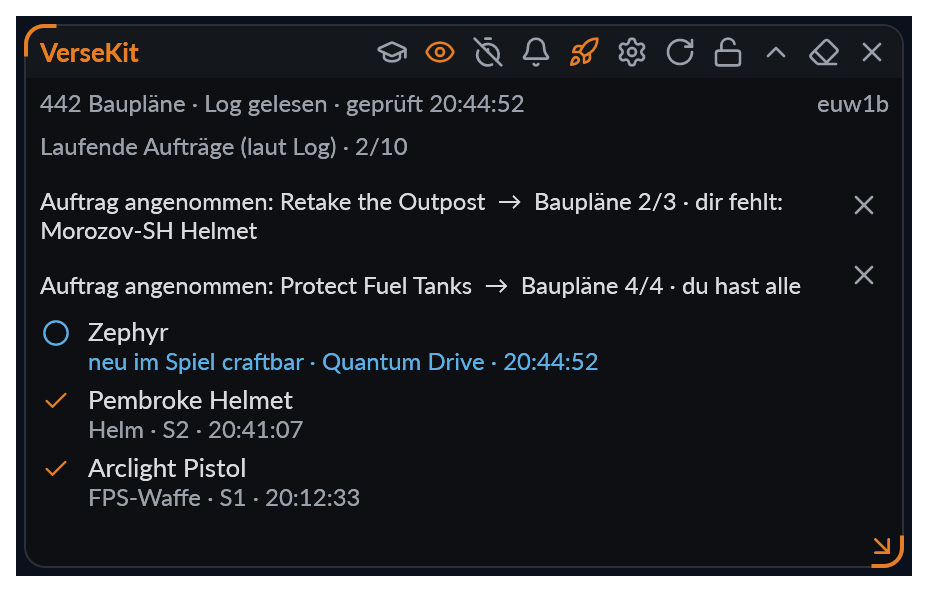 VerseKit
442 Baupläne · Log gelesen · geprüft 20:44:52 euw1b
Laufende Aufträge (laut Log) · 2/10
Auftrag angenommen: Retake the Outpost → Baupläne 2/3 · dir fehlt:
Morozov-SH Helmet
Auftrag angenommen: Protect Fuel Tanks → Baupläne 4/4 · du hast alle
Zephyr
neu im Spiel craftbar · Quantum Drive · 20:44:52
Pembroke Helmet
Helm · S2 · 20:41:07
Arclight Pistol
FPS-Waffe · S1 · 20:12:33